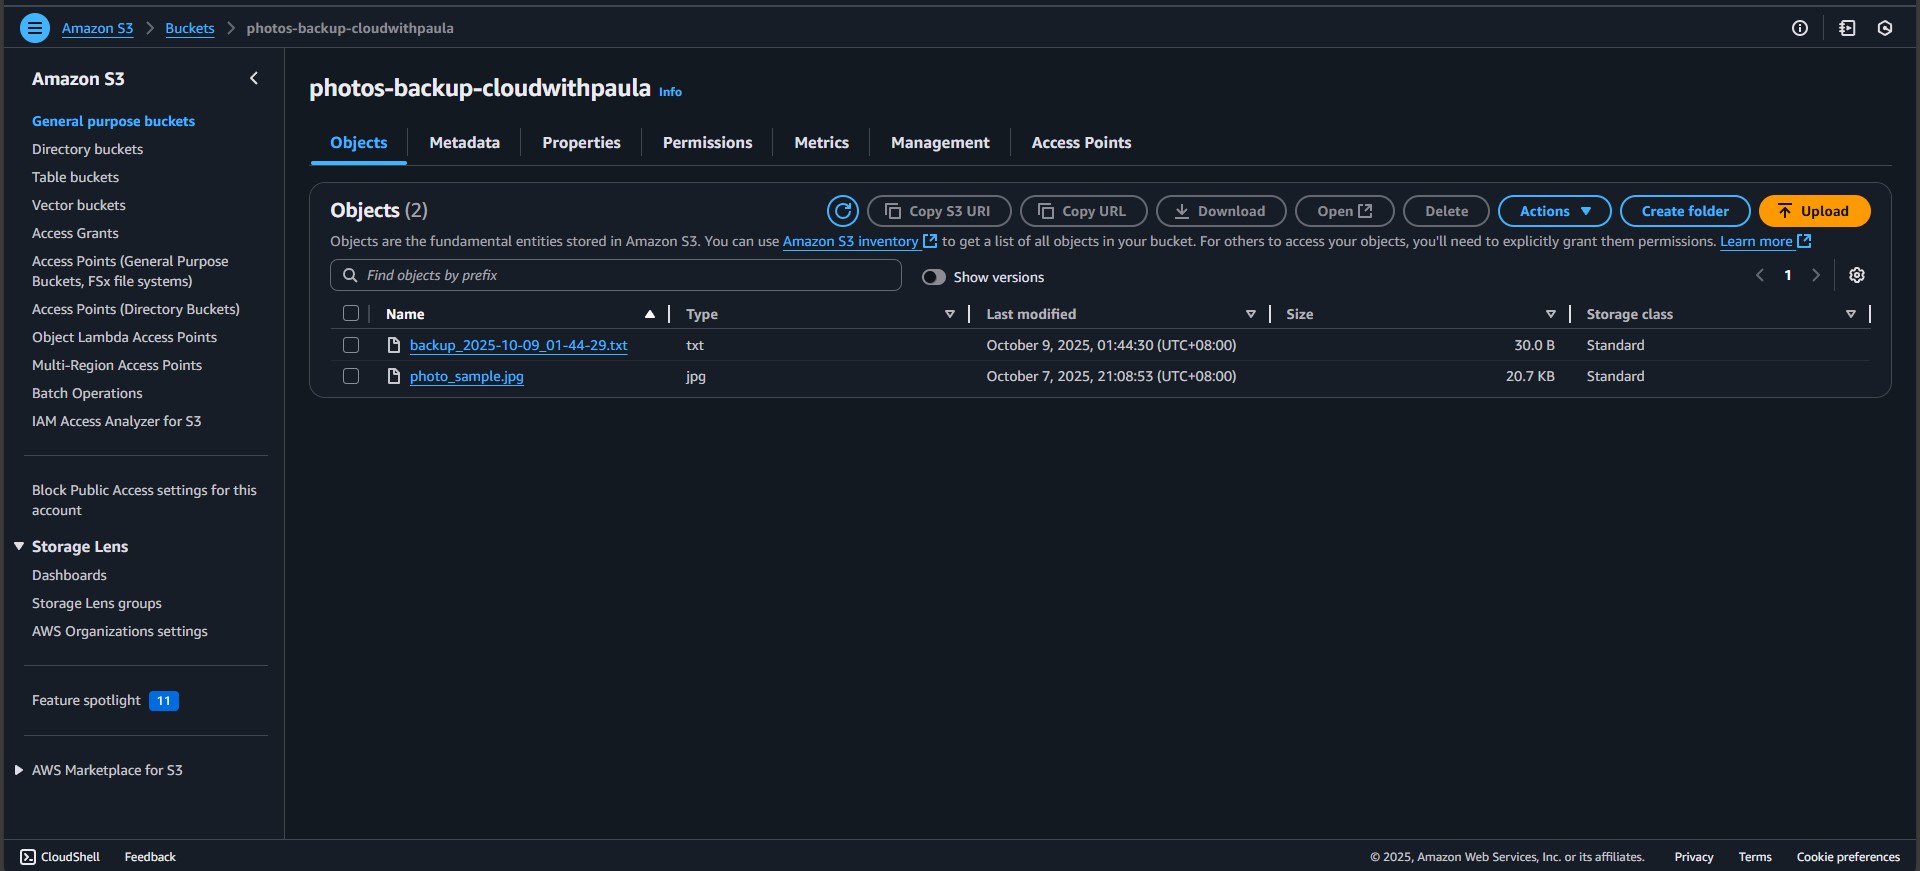 Amazon S3 > Buckets > photos-backup-cloudwithpaula
Amazon S3
General purpose buckets
Directory buckets
Table buckets
Vector buckets
Access Grants
Access Points (General Purpose
Buckets, FSx file systems)
Access Points (Directory Buckets)
Object Lambda Access Points
Multi-Region Access Points
Batch Operations
IAM Access Analyzer for S3
Block Public Access settings for this
account
Storage Lens
Dashboards
Storage Lens groups
AWS Organizations settings
Feature spotlight 11
AWS Marketplace for S3
photos-backup-cloudwithpaula Info
Objects Metadata Properties Permissions Metrics Management Access Points
Objects (2) Copy S3 URI Copy URL Download Open Delete Actions Create folder Upload
Objects are the fundamental entities stored in Amazon S3. You can use Amazon S3 inventory to get a list of all objects in your bucket. For others to access your objects, you'll need to explicitly grant them permissions. Learn more
Find objects by prefix Show versions 1
Name Type Last modified Size Storage class
backup_2025-10-09_01-44-29.txt txt October 9, 2025, 01:44:30 (UTC+08:00) 30.0 B Standard
photo_sample.jpg jpg October 7, 2025, 21:08:53 (UTC+08:00) 20.7 KB Standard
CloudShell Feedback © 2025, Amazon Web Services, Inc. or its affiliates. Privacy Terms Cookie preferences